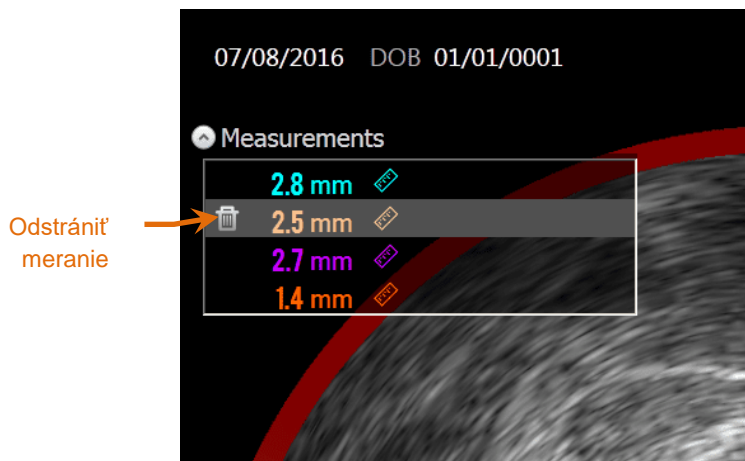 07/08/2016 DOB 01/01/0001
Measurements
2.8 mm
2.5 mm
2.7 mm
1.4 mm
Odstrániť
meranie